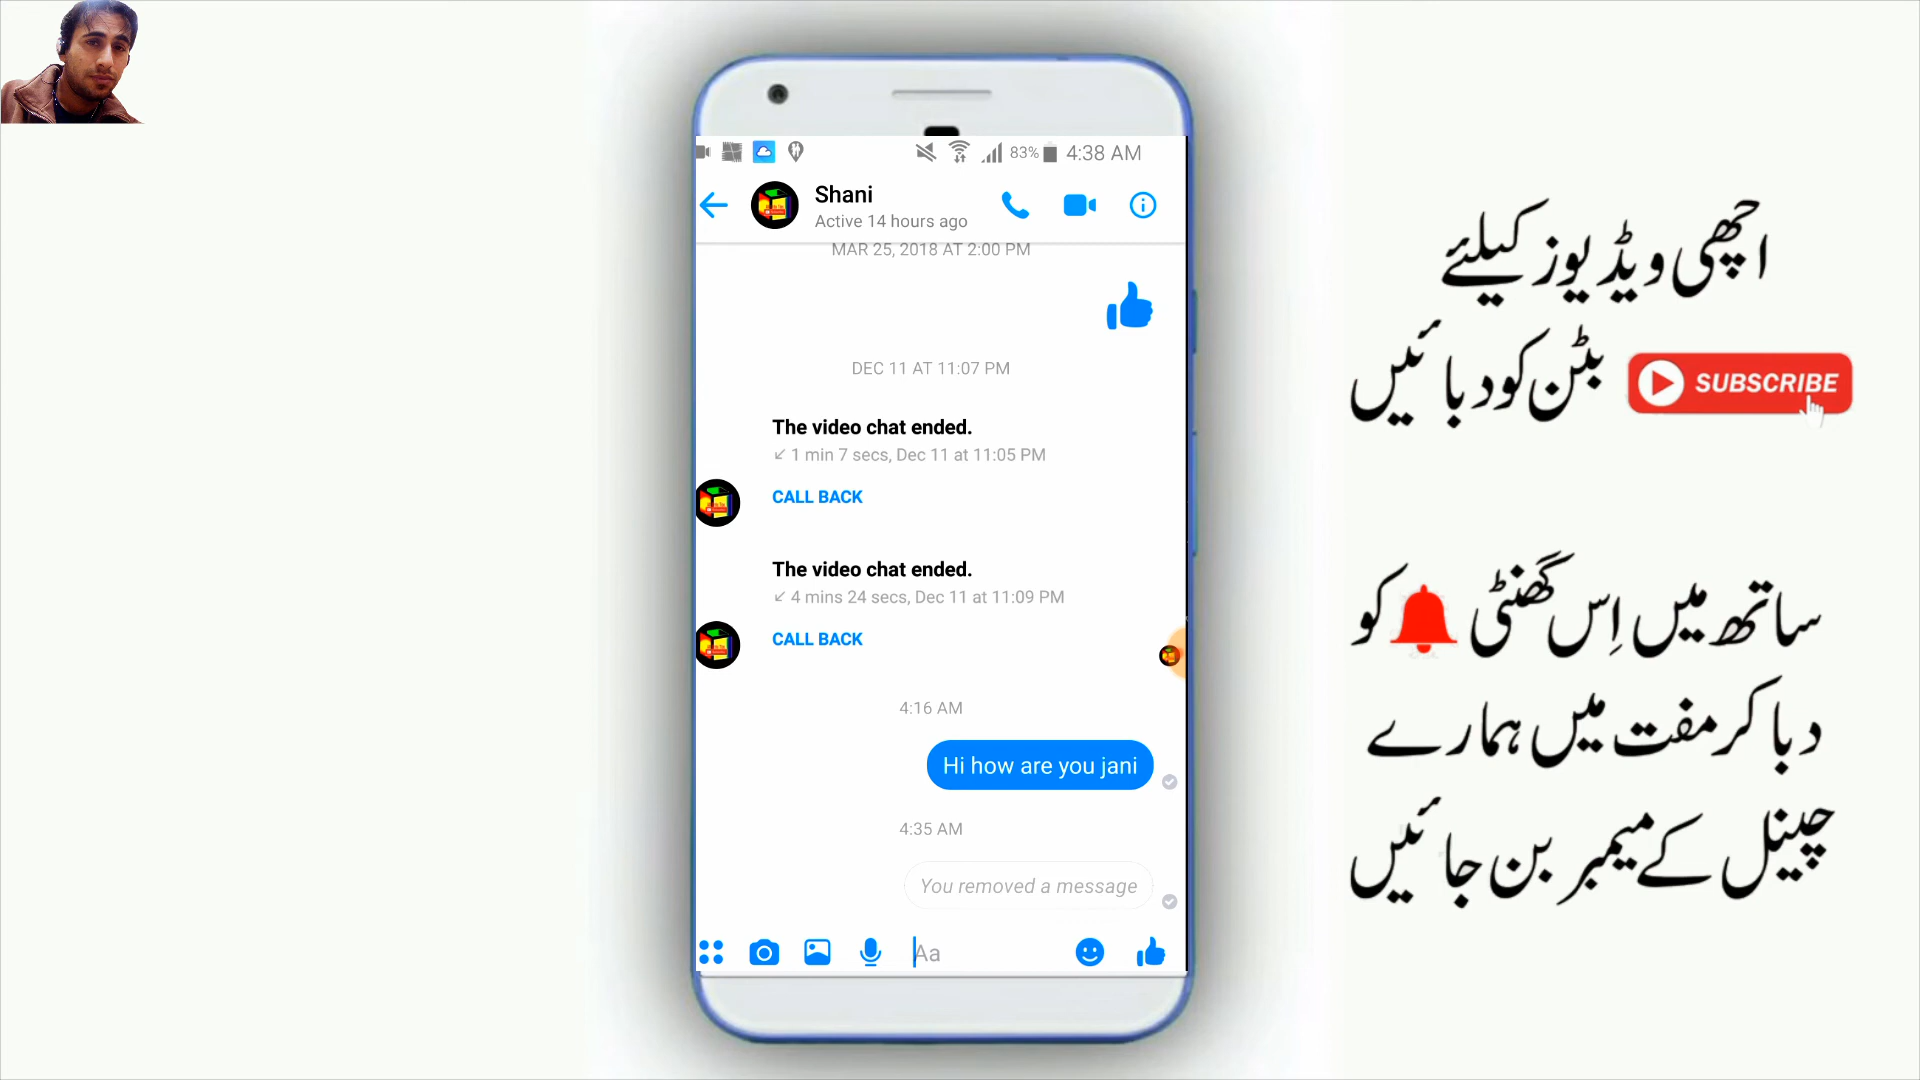 83% 4:38 AM
Shani
Active 14 hours ago
MAR 25, 2018 AT 2:00 PM
DEC 11 AT 11:07 PM
The video chat ended.
↙ 1 min 7 secs, Dec 11 at 11:05 PM
CALL BACK
The video chat ended.
↙ 4 mins 24 secs, Dec 11 at 11:09 PM
CALL BACK
4:16 AM
Hi how are you jani
4:35 AM
You removed a message
Aa
اچھی ویڈیوز کیلئے
SUBSCRIBE بٹن کو دبائیں
ساتھ میں اِس گھنٹی کو
دبا کر مفت میں ہمارے
چینل کے میمبر بن جائیں